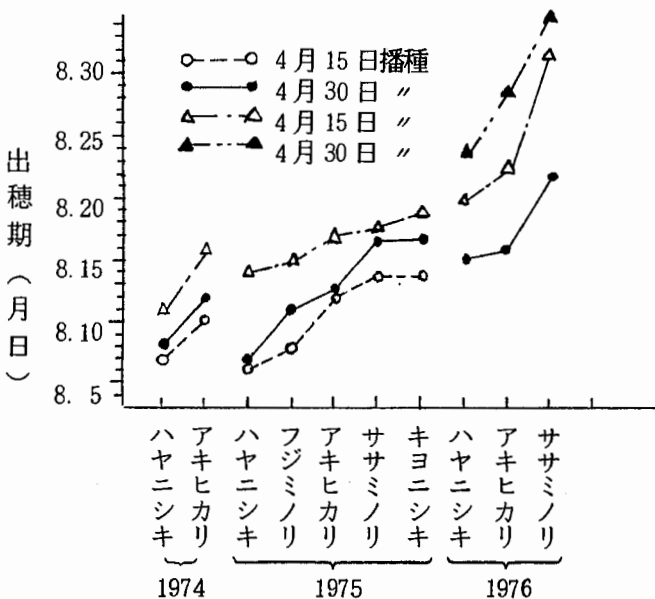 8.30
8.25
8.20
8.15
8.10
8. 5
出穂期(月日)
4月15日播種
4月30日 〃
4月15日 〃
4月30日 〃
ハヤニシキ
アキヒカリ
ハヤニシキ
フジミノリ
アキヒカリ
ササミノリ
キヨニシキ
ハヤニシキ
アキヒカリ
ササミノリ
1974
1975
1976